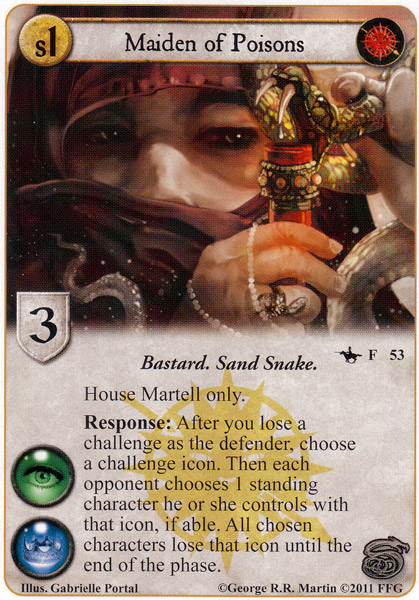 s1
Maiden of Poisons
3
Bastard. Sand Snake.
F 53
House Martell only.
Response: After you lose a
challenge as the defender, choose
a challenge icon. Then each
opponent chooses 1 standing
character he or she controls with
that icon, if able. All chosen
characters lose that icon until the
end of the phase.
Illus. Gabrielle Portal
©George R.R. Martin ©2011 FFG